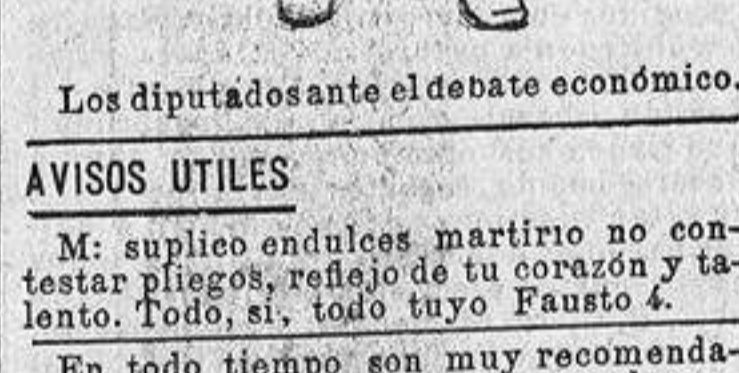 Los diputados ante el debate económico.
AVISOS UTILES
M: suplico endulces martirio no con-
testar pliegos, reflejo de tu corazón y ta-
lento. Todo, si, todo tuyo Fausto 4.
En todo tiempo son muy recomenda-